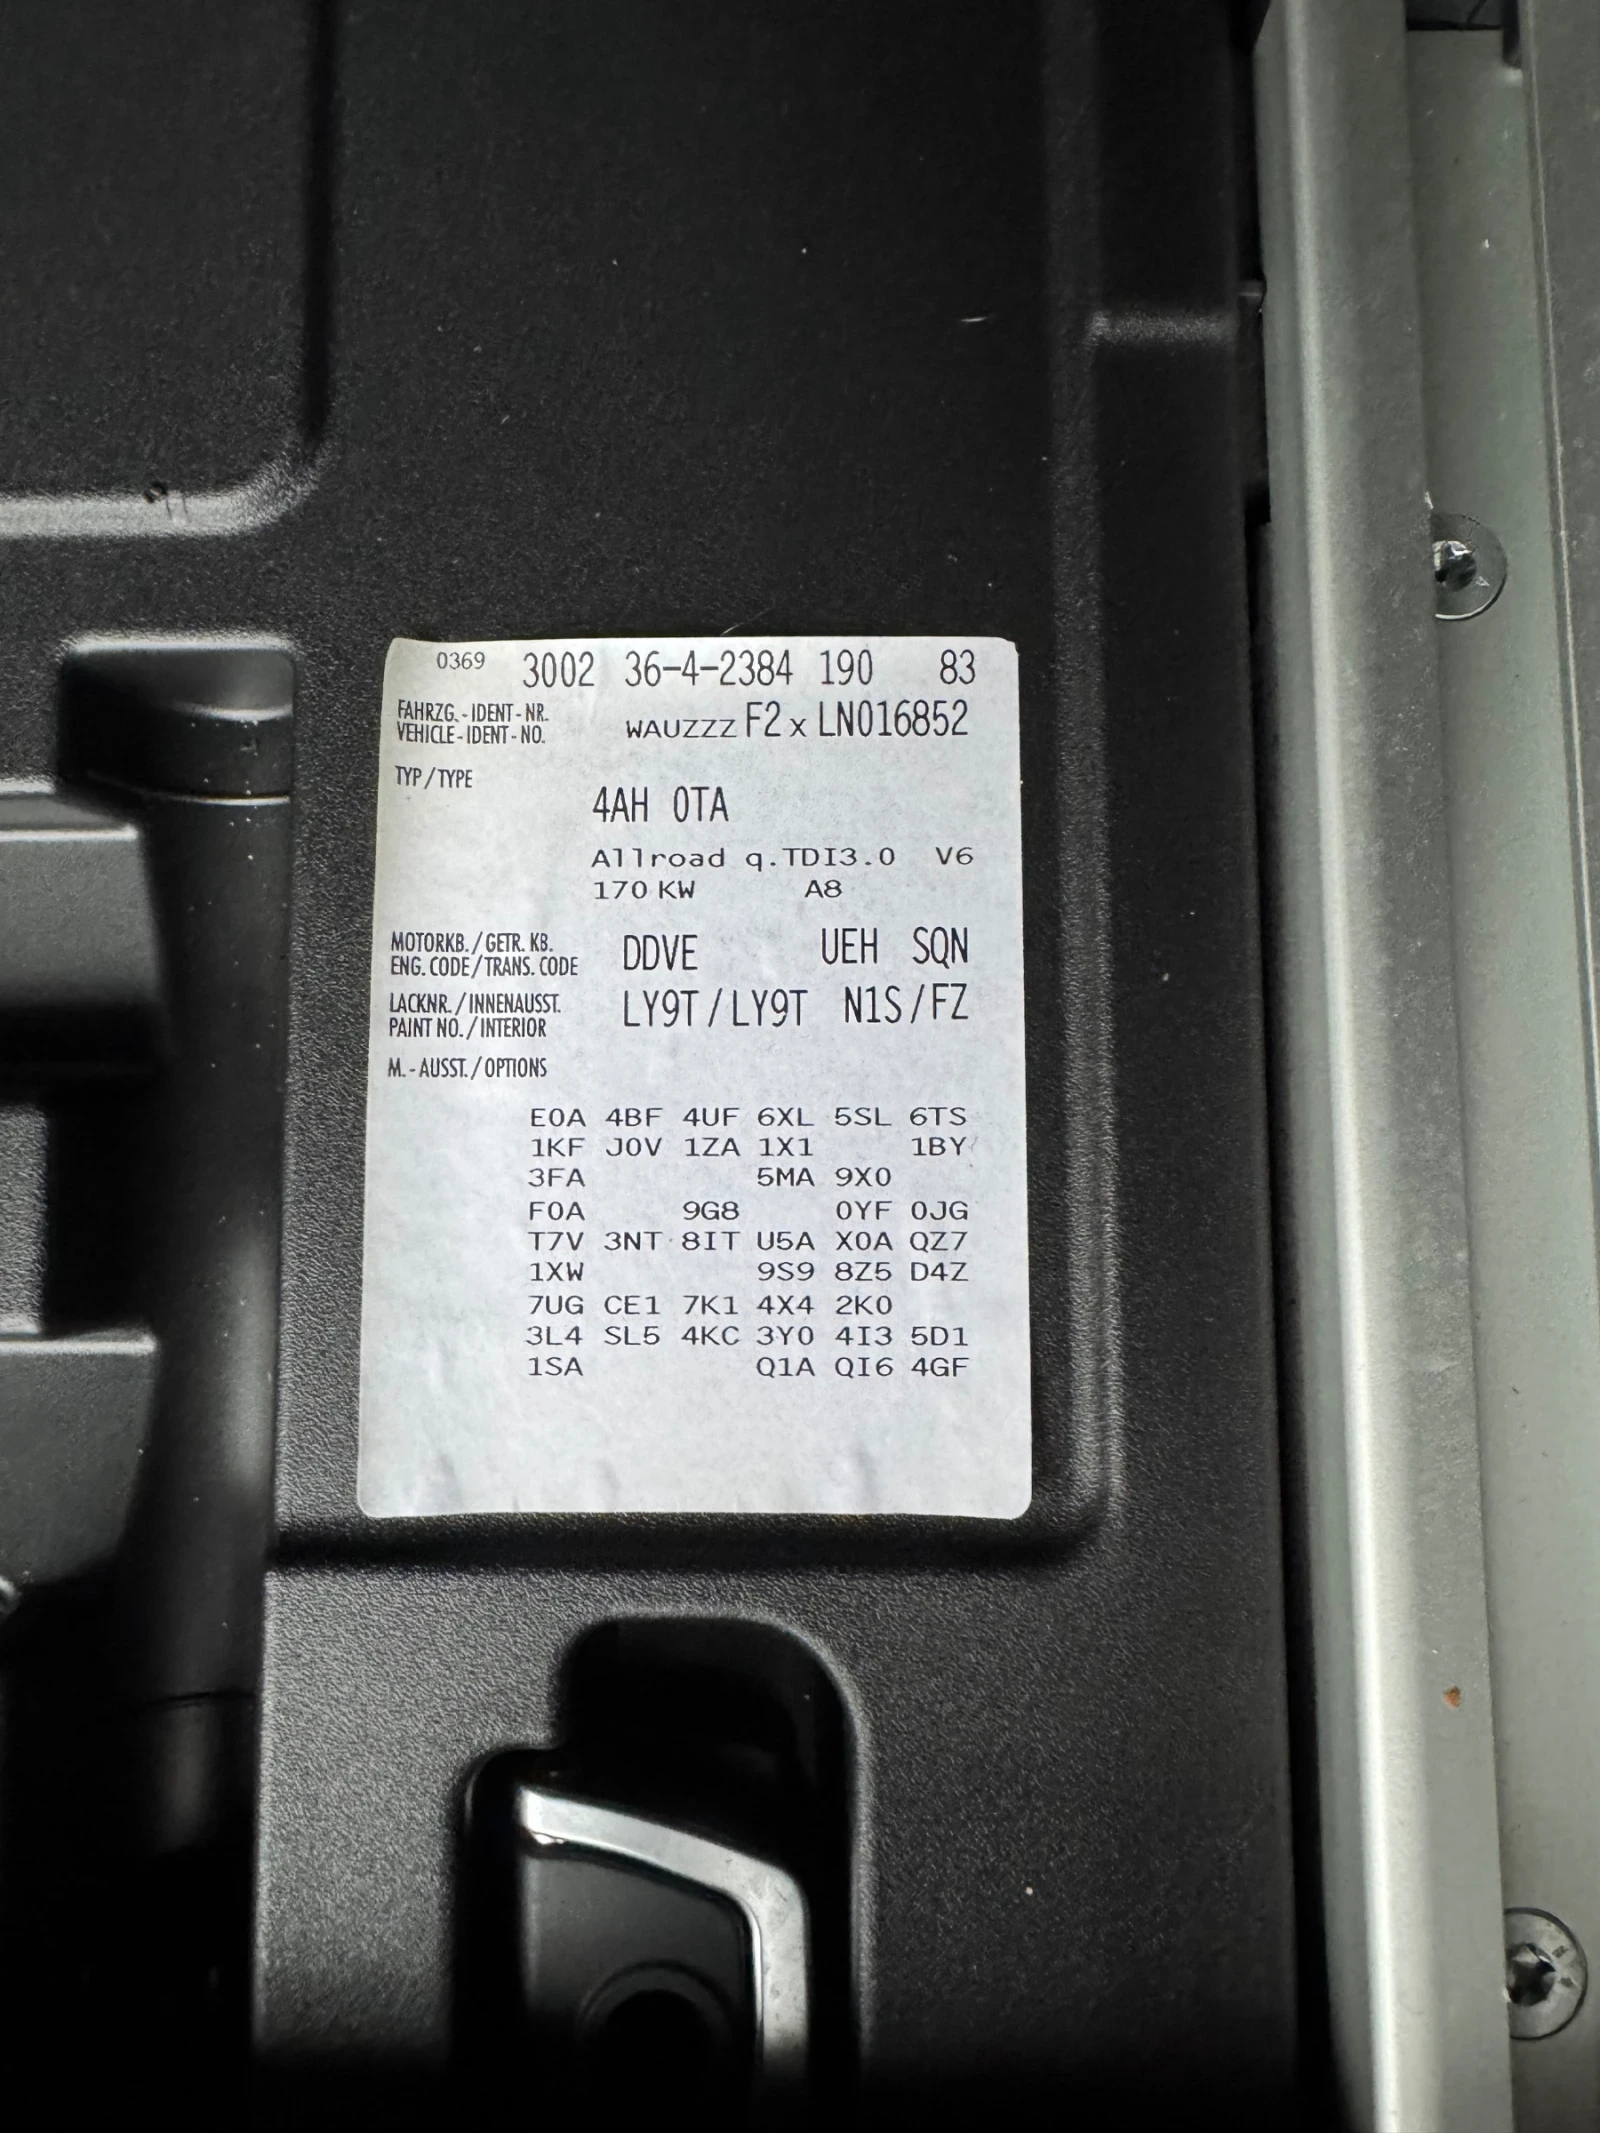 0369 3002 36-4-2384 190 83
FAHRZG.-IDENT-NR.
VEHICLE-IDENT-NO. WAUZZZ F2 x LN016852
TYP/TYPE
4AH 0TA
Allroad q.TDI3.0 V6
170 KW A8
MOTORKB./GETR. KB.
ENG. CODE/TRANS. CODE DDVE UEH SQN
LACKNR./INNENAUSST.
PAINT NO./INTERIOR LY9T/LY9T N1S/FZ
M.-AUSST./OPTIONS
E0A 4BF 4UF 6XL 5SL 6TS
1KF J0V 1ZA 1X1 1BY
3FA 5MA 9X0
F0A 9G8 0YF 0JG
T7V 3NT 8IT U5A X0A QZ7
1XW 9S9 8Z5 D4Z
7UG CE1 7K1 4X4 2K0
3L4 SL5 4KC 3Y0 4I3 5D1
1SA Q1A QI6 4GF